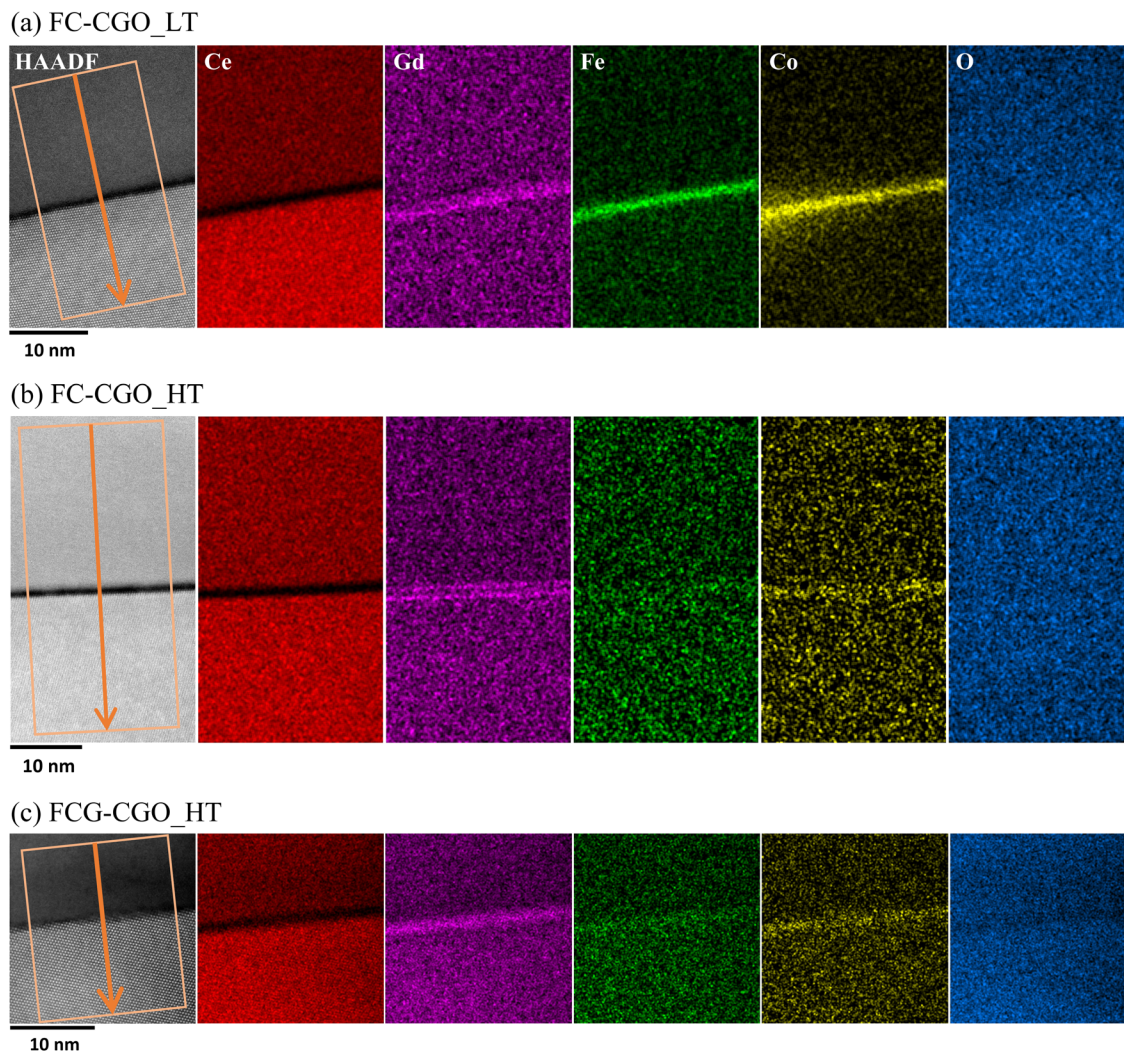 (a) FC-CGO_LT
HAADF Ce Gd Fe Co O
10 nm
(b) FC-CGO_HT
10 nm
(c) FCG-CGO_HT
10 nm